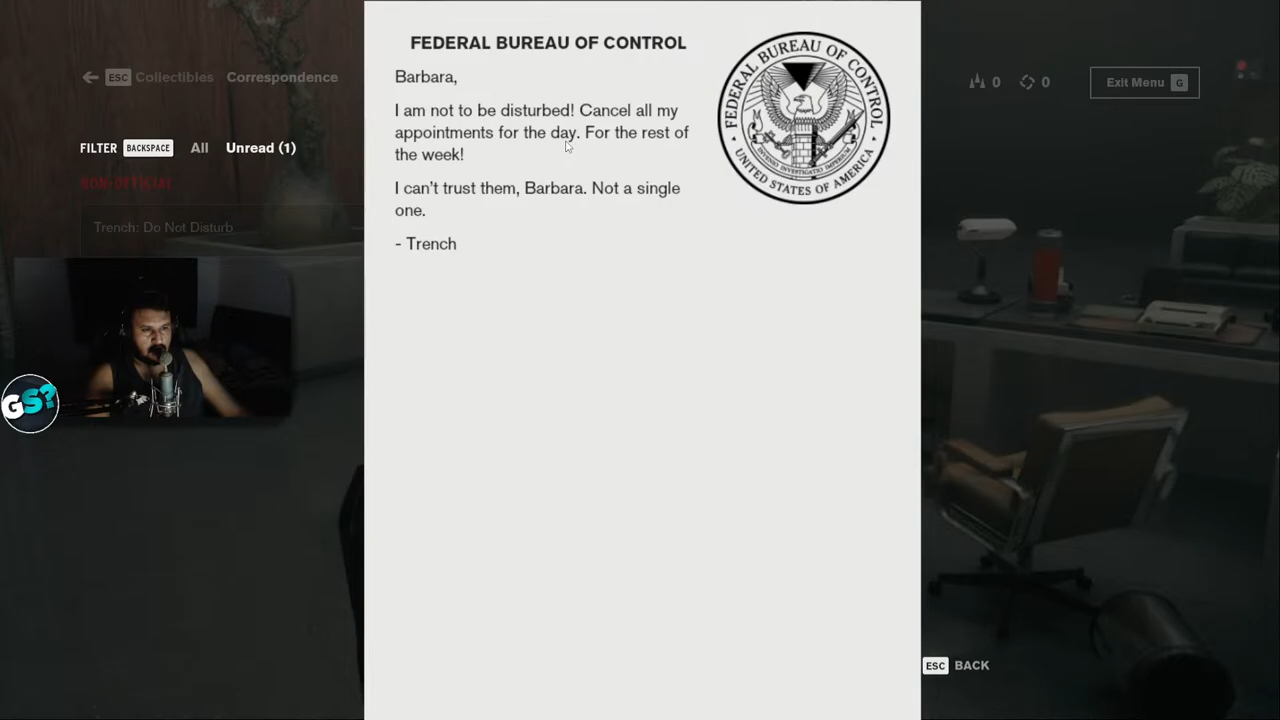 FEDERAL BUREAU OF CONTROL
FEDERAL BUREAU OF CONTROL
UNITED STATES OF AMERICA
Barbara,
I am not to be disturbed! Cancel all my
appointments for the day. For the rest of
the week!
I can't trust them, Barbara. Not a single
one.
- Trench
ESC Collectibles Correspondence
0 0
Exit Menu G
FILTER BACKSPACE All Unread (1)
NON-OFFICIAL
Trench: Do Not Disturb
GS?
ESC BACK